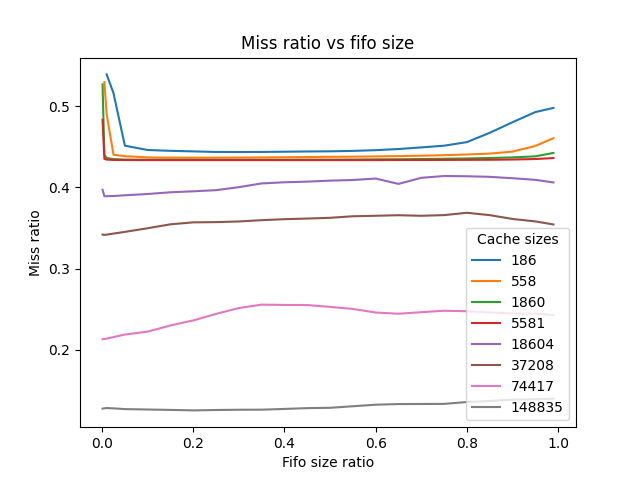 Miss ratio vs fifo size
Miss ratio
0.5
0.4
0.3
0.2
Cache sizes
186
558
1860
5581
18604
37208
74417
148835
0.0 0.2 0.4 0.6 0.8 1.0
Fifo size ratio